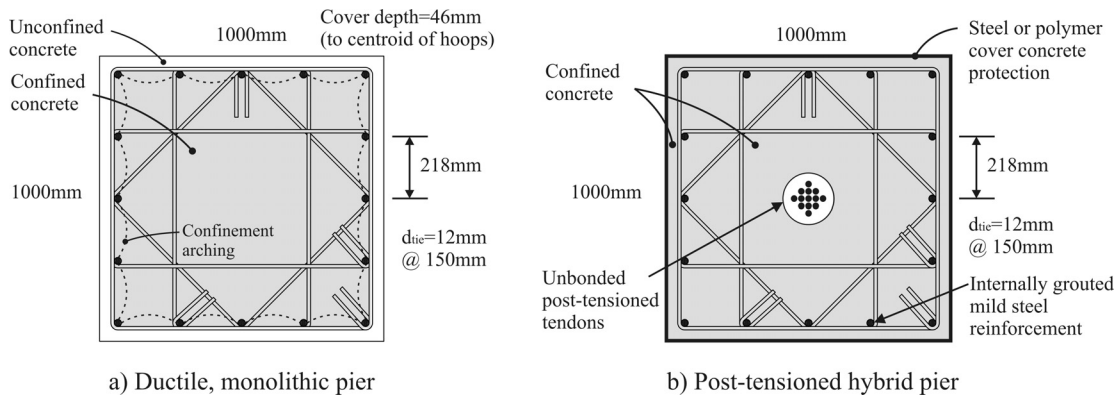 Unconfined
concrete
Confined
concrete
1000mm
Cover depth=46mm
(to centroid of hoops)
1000mm
218mm
dtie=12mm
@ 150mm
Confinement
arching
a) Ductile, monolithic pier
1000mm
Steel or polymer
cover concrete
protection
Confined
concrete
1000mm
218mm
dtie=12mm
@ 150mm
Unbonded
post-tensioned
tendons
Internally grouted
mild steel
reinforcement
b) Post-tensioned hybrid pier